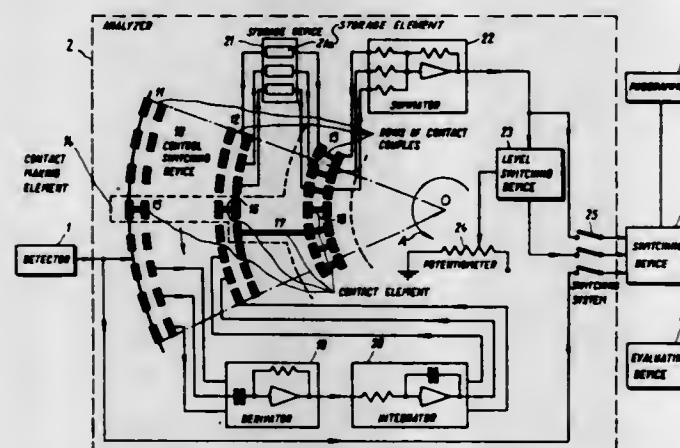 ANALYZER
STORAGE DEVICE
STORAGE ELEMENT
2
21
21a
22
SUMMATOR
11
12
13
ROWS OF CONTACT COUPLES
10
CONTROL SWITCHING DEVICE
14
CONTACT MAKING ELEMENT
23
LEVEL SWITCHING DEVICE
15
16
17
18
O
A
24
POTENTIOMETER
25
SWITCHING SYSTEM
SWITCHING DEVICE
1
DETECTOR
CONTACT ELEMENT
19
DERIVATOR
20
INTEGRATOR
EVALUATING DEVICE